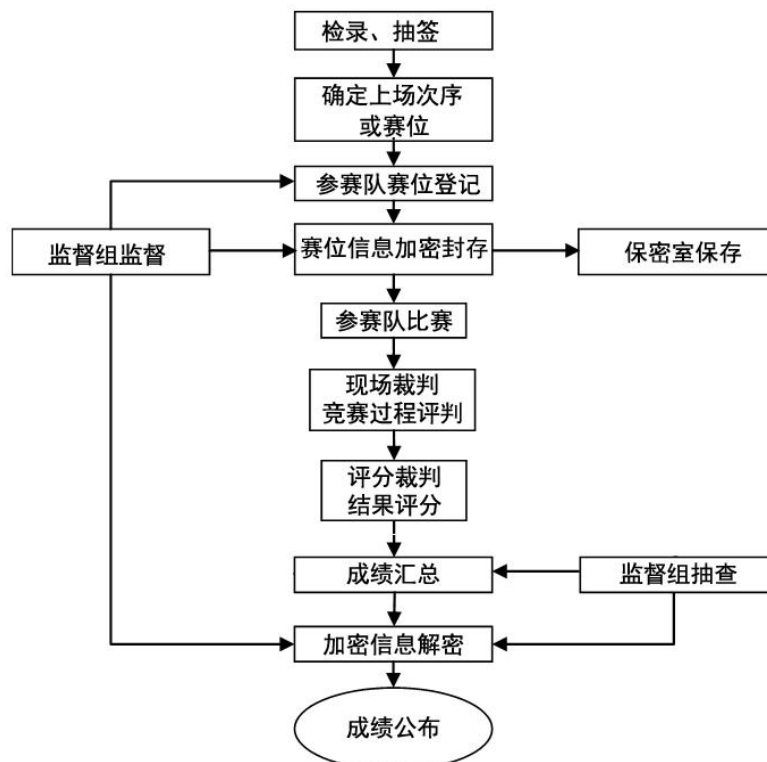 检录、抽签
确定上场次序
或赛位
参赛队赛位登记
监督组监督
赛位信息加密封存
保密室保存
参赛队比赛
现场裁判
竞赛过程评判
评分裁判
结果评分
成绩汇总
监督组抽查
加密信息解密
成绩公布